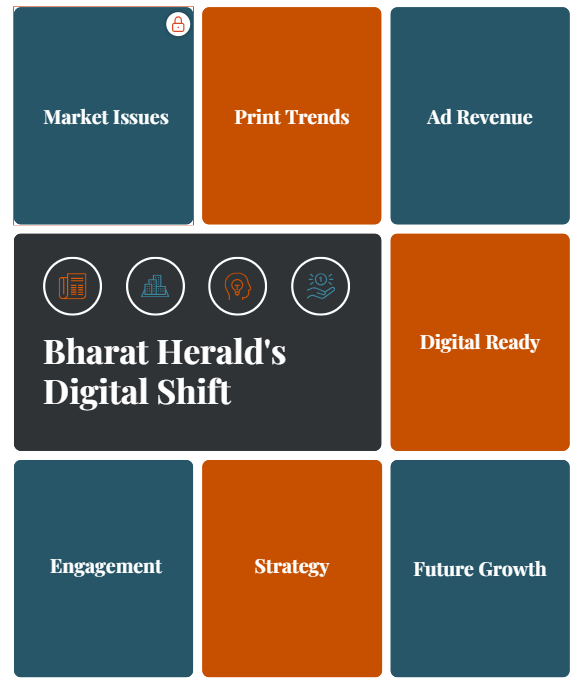 Market Issues
Print Trends
Ad Revenue
Bharat Herald's
Digital Shift
Digital Ready
Engagement
Strategy
Future Growth